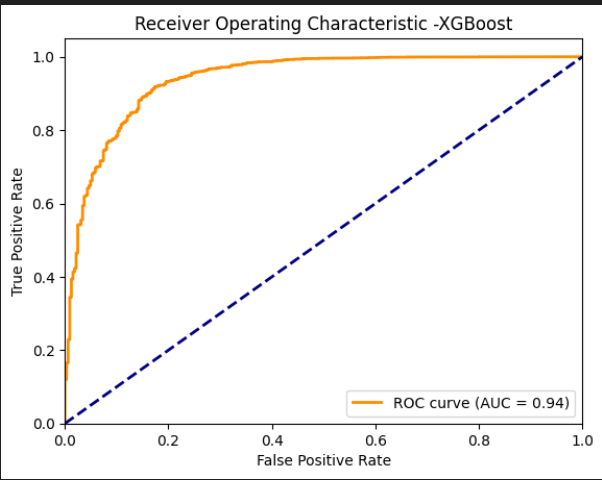 Receiver Operating Characteristic -XGBoost
1.0
0.8
0.6
0.4
0.2
0.0
True Positive Rate
ROC curve (AUC = 0.94)
0.0 0.2 0.4 0.6 0.8 1.0
False Positive Rate